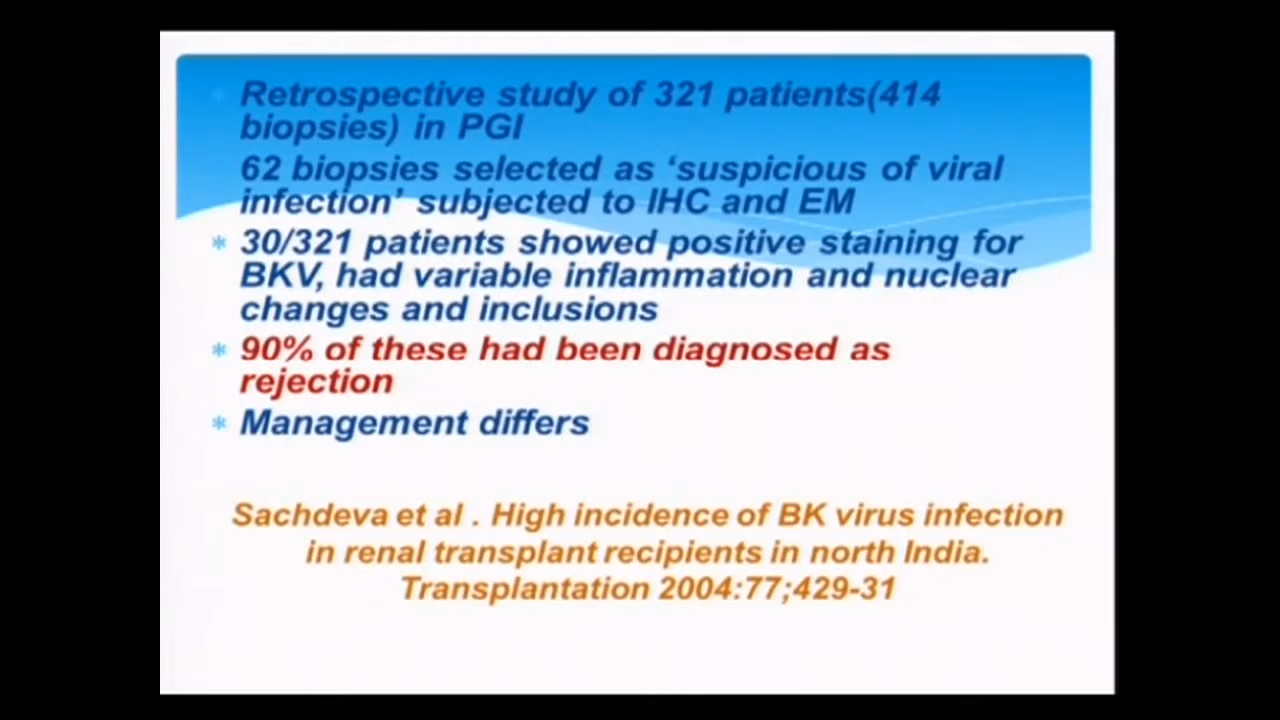 * Retrospective study of 321 patients(414
biopsies) in PGI
62 biopsies selected as ‘suspicious of viral
infection’ subjected to IHC and EM
* 30/321 patients showed positive staining for
BKV, had variable inflammation and nuclear
changes and inclusions
* 90% of these had been diagnosed as
rejection
* Management differs
Sachdeva et al . High incidence of BK virus infection
in renal transplant recipients in north India.
Transplantation 2004:77;429-31